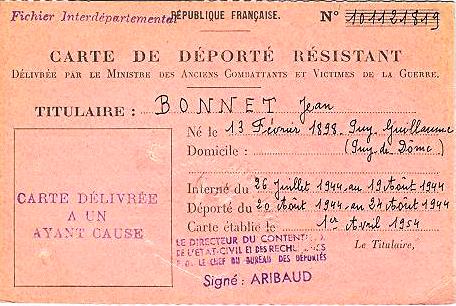 Fichier Interdépartemental
RÉPUBLIQUE FRANÇAISE.
N° 101121819
CARTE DE DÉPORTÉ RÉSISTANT
DÉLIVRÉE PAR LE MINISTRE DES ANCIENS COMBATTANTS ET VICTIMES DE LA GUERRE.
TITULAIRE : BONNET Jean
Né le 13 Février 1898. Puy Guillaume
Domicile : (Puy de Dôme)
Interné du 26 Juillet 1944 au 19 Août 1944
Déporté du 20 Août 1944 au 24 Août 1944
Carte établie le 1er Avril 1954
CARTE DÉLIVRÉE
A UN
AYANT CAUSE
LE DIRECTEUR DU CONTENT
DE L'ETAT-CIVIL ET DES RECHERCHES
P.O. LE CHEF DU BUREAU DES DÉPORTÉS
Le Titulaire,
Signé : ARIBAUD